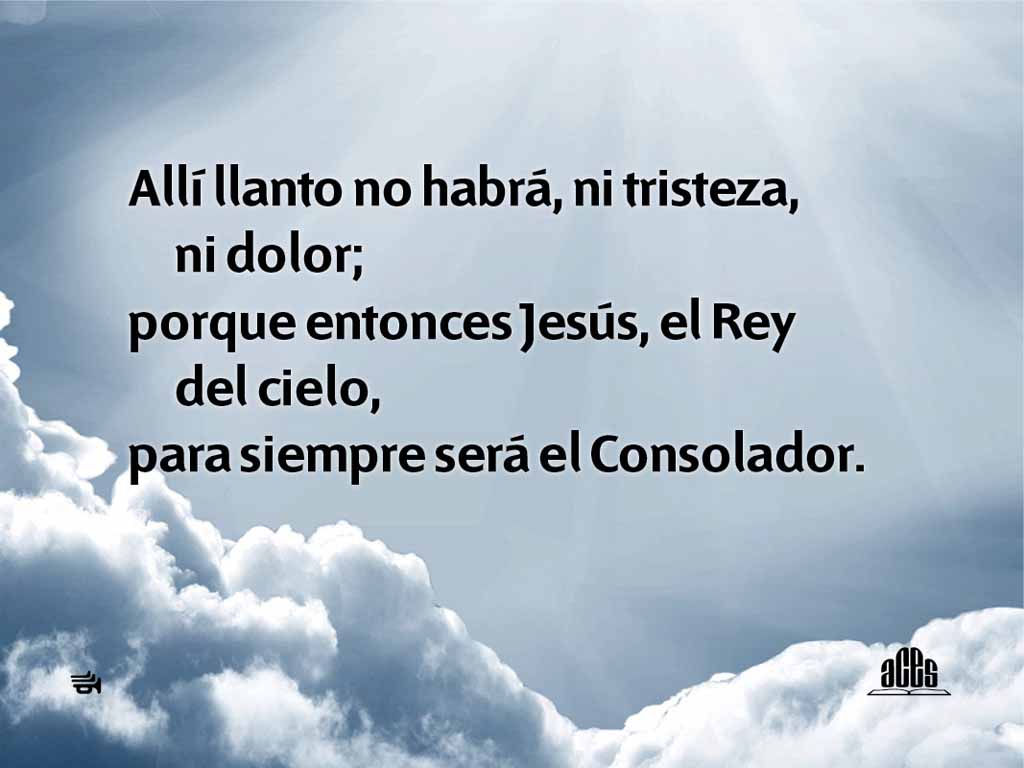 Allí llanto no habrá, ni tristeza,
ni dolor;
porque entonces Jesús, el Rey
del cielo,
para siempre será el Consolador.
aces